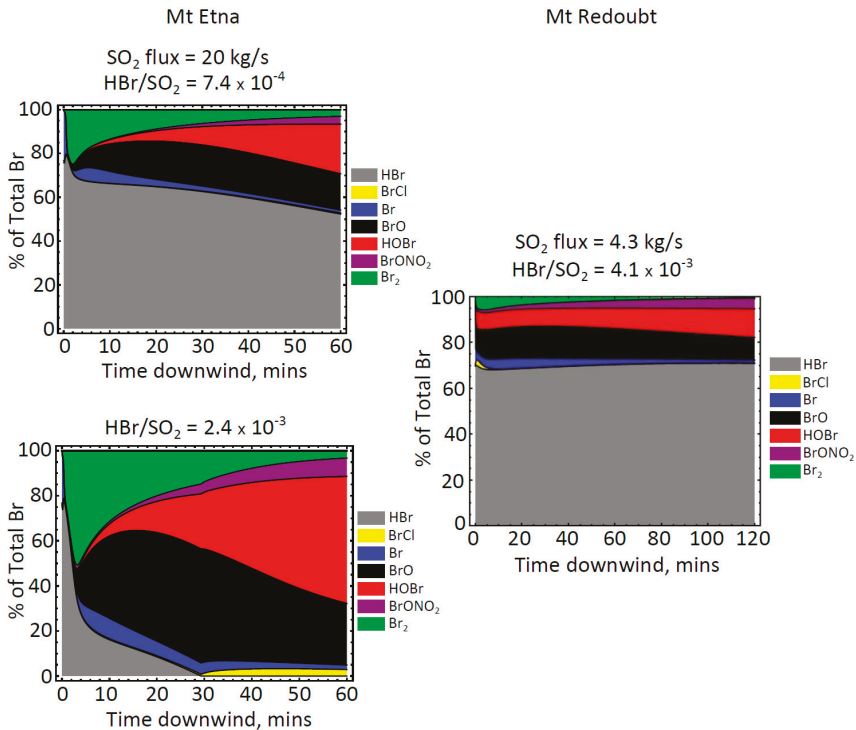 Mt Etna
Mt Redoubt
SO₂ flux = 20 kg/s
HBr/SO₂ = 7.4 x 10⁻⁴
% of Total Br
100
80
60
40
20
0
0 10 20 30 40 50 60
Time downwind, mins
HBr
BrCl
Br
BrO
HOBr
BrONO₂
Br₂
SO₂ flux = 4.3 kg/s
HBr/SO₂ = 4.1 x 10⁻³
% of Total Br
100
80
60
40
20
0
0 20 40 60 80 100 120
Time downwind, mins
HBr
BrCl
Br
BrO
HOBr
BrONO₂
Br₂
HBr/SO₂ = 2.4 x 10⁻³
% of Total Br
100
80
60
40
20
0
0 10 20 30 40 50 60
Time downwind, mins
HBr
BrCl
Br
BrO
HOBr
BrONO₂
Br₂